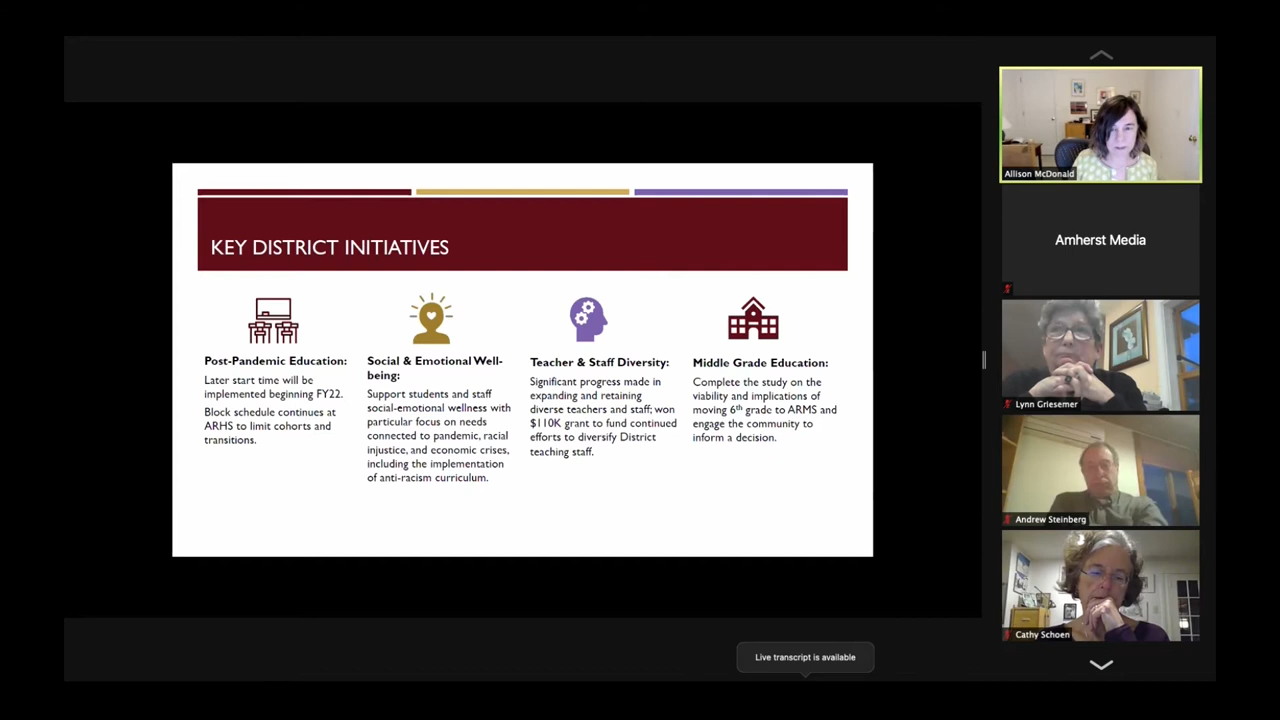 KEY DISTRICT INITIATIVES
Post-Pandemic Education:
Later start time will be
implemented beginning FY22.
Block schedule continues at
ARHS to limit cohorts and
transitions.
Social & Emotional Well-
being:
Support students and staff
social-emotional wellness with
particular focus on needs
connected to pandemic, racial
injustice, and economic crises,
including the implementation
of anti-racism curriculum.
Teacher & Staff Diversity:
Significant progress made in
expanding and retaining
diverse teachers and staff; won
$110K grant to fund continued
efforts to diversify District
teaching staff.
Middle Grade Education:
Complete the study on the
viability and implications of
moving 6th grade to ARMS and
engage the community to
inform a decision.
Allison McDonald
Amherst Media
Lynn Griesemer
Andrew Steinberg
Cathy Schoen
Live transcript is available